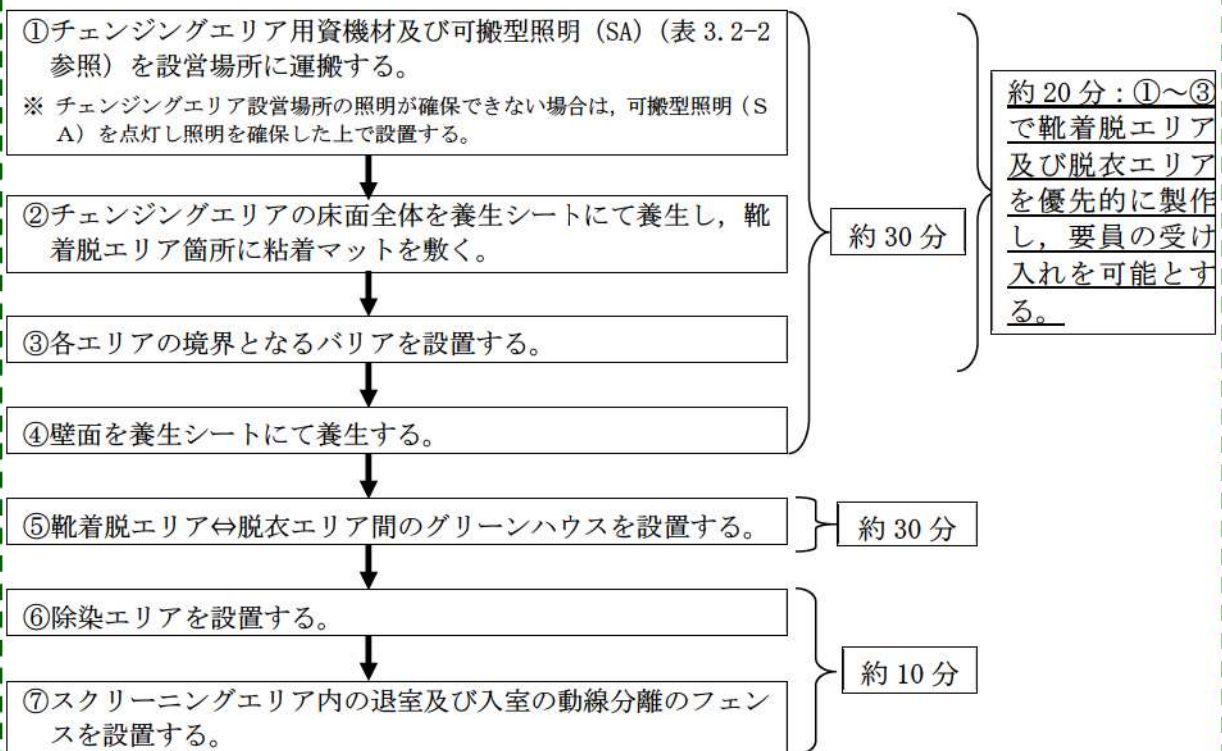 ①チェンジングエリア用資機材及び可搬型照明（SA）（表 3.2-2
参照）を設営場所に運搬する。
※ チェンジングエリア設営場所の照明が確保できない場合は，可搬型照明（S
A）を点灯し照明を確保した上で設置する。
②チェンジングエリアの床面全体を養生シートにて養生し，靴
着脱エリア箇所に粘着マットを敷く。
③各エリアの境界となるバリアを設置する。
④壁面を養生シートにて養生する。
約 30 分
約 20 分：①～③
で靴着脱エリア
及び脱衣エリア
を優先的に製作
し，要員の受け
入れを可能とす
る。
⑤靴着脱エリア⇔脱衣エリア間のグリーンハウスを設置する。
約 30 分
⑥除染エリアを設置する。
⑦スクリーニングエリア内の退室及び入室の動線分離のフェン
スを設置する。
約 10 分